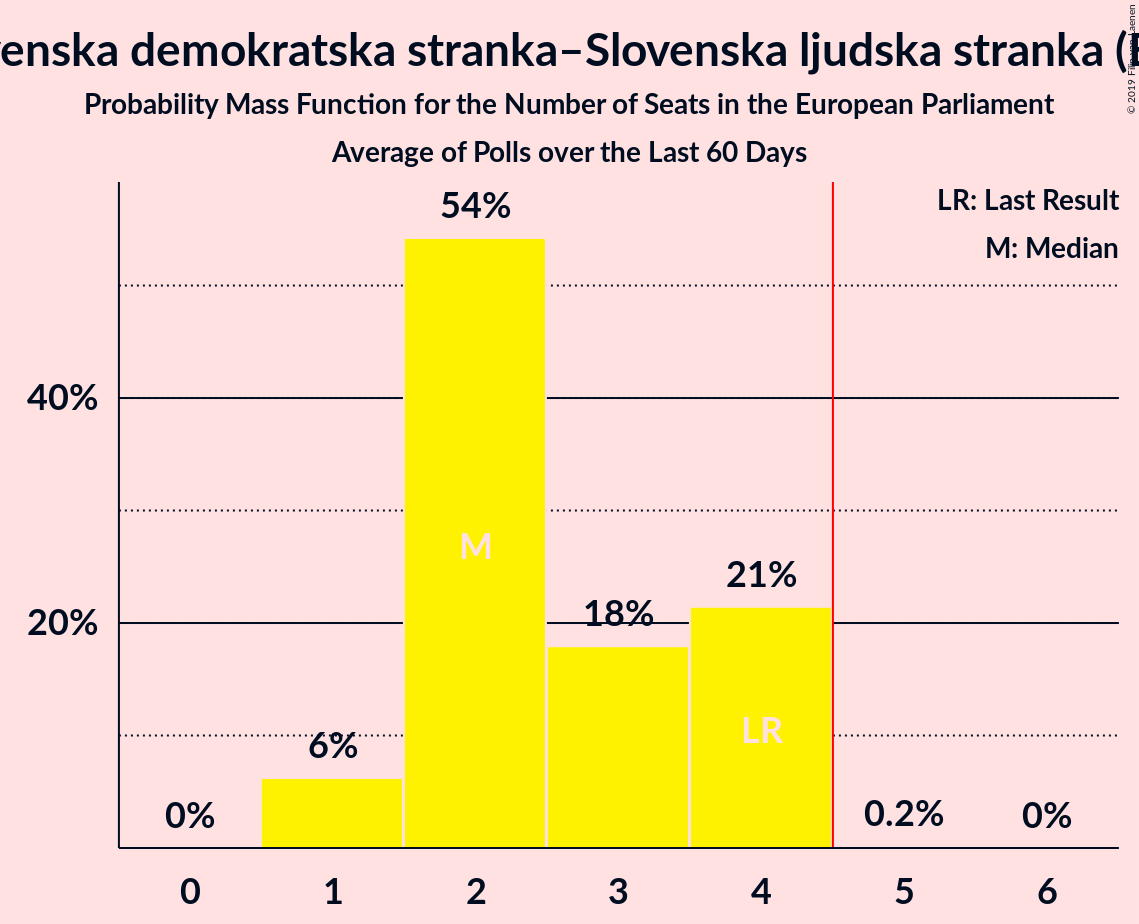 venska demokratska stranka–Slovenska ljudska stranka (
Probability Mass Function for the Number of Seats in the European Parliament
Average of Polls over the Last 60 Days
LR: Last Result
M: Median
54%
40%
20%
M
21%
18%
LR
6%
0%
0.2%
0%
0 1 2 3 4 5 6
© 2019